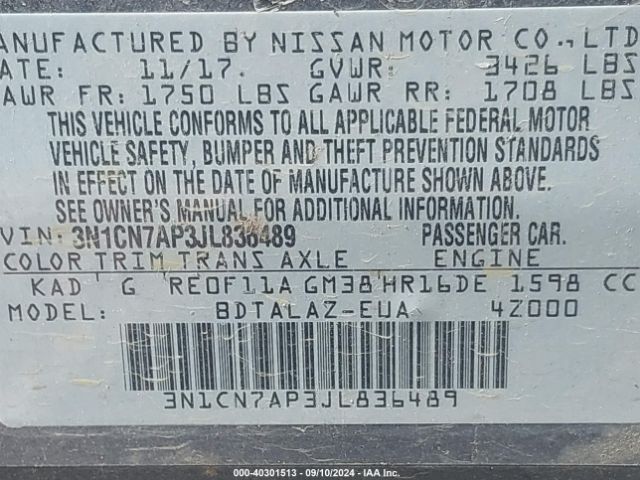 ANUFACTURED BY NISSAN MOTOR CO., LTD
ATE: 11/17. GVWR: 3426 LBS
AWR FR: 1750 LBS GAWR RR: 1708 LBS
THIS VEHICLE CONFORMS TO ALL APPLICABLE FEDERAL MOTOR
VEHICLE SAFETY, BUMPER AND THEFT PREVENTION STANDARDS
IN EFFECT ON THE DATE OF MANUFACTURE SHOWN ABOVE.
SEE OWNER'S MANUAL FOR ADDITIONAL INFORMATION.
VIN: 3N1CN7AP3JL836489 PASSENGER CAR.
COLOR TRIM TRANS AXLE ENGINE
KAD G RE0F11A GM38 HR16DE 1598 CC
MODEL: BDTALAZ-EUA 4Z000
3N1CN7AP3JL836489
000-40301513 - 09/10/2024 - IAA Inc.